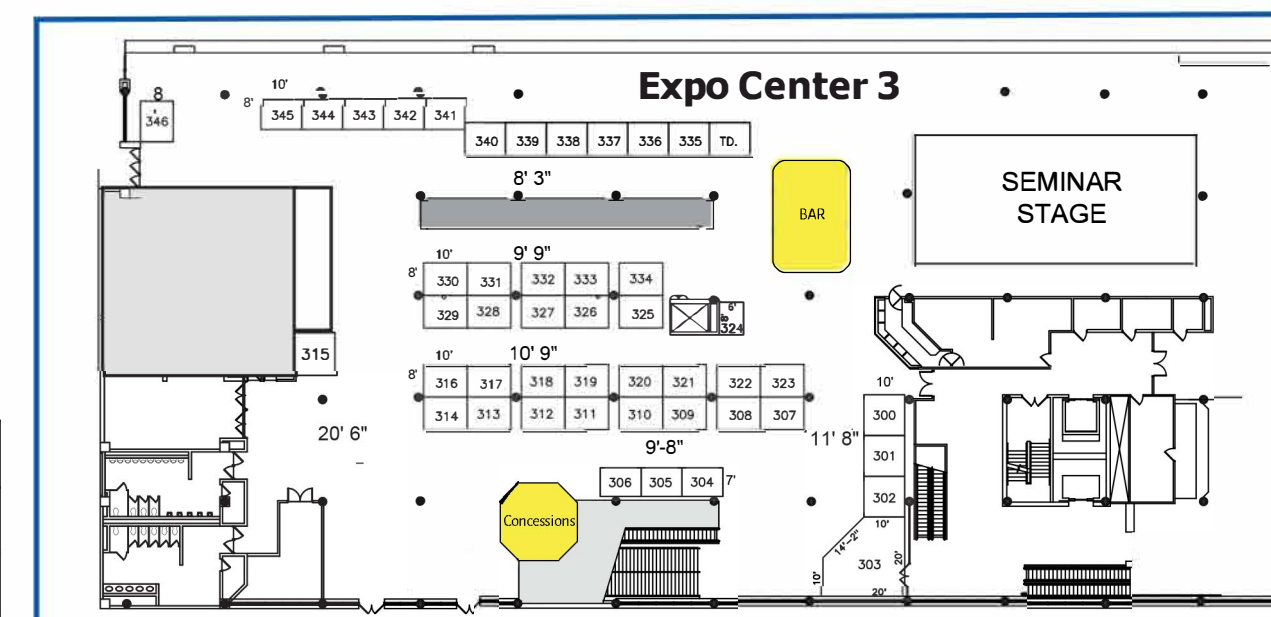 Expo Center 3
8
346
10'
8'
345 344 343 342 341
340 339 338 337 336 335 TD.
8' 3"
BAR
SEMINAR
STAGE
10'
9' 9"
8'
330 331 332 333 334
329 328 327 326 325
6'
8'
324
315
10'
10' 9"
8'
316 317 318 319 320 321 322 323
314 313 312 311 310 309 308 307
10'
300
301
302
10'
20' 6"
11' 8"
9'-8"
306 305 304 7'
Concessions
14'-2"
303
20'
10'
20'